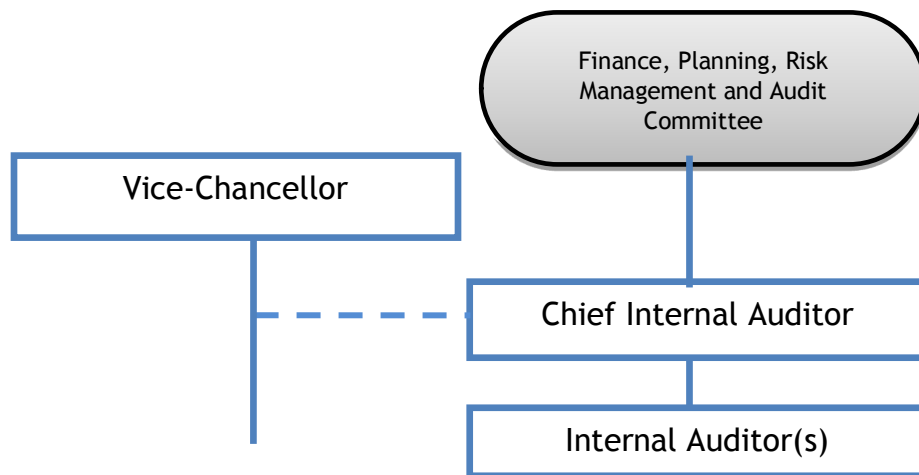 Finance, Planning, Risk
Management and Audit
Committee
Vice-Chancellor
Chief Internal Auditor
Internal Auditor(s)